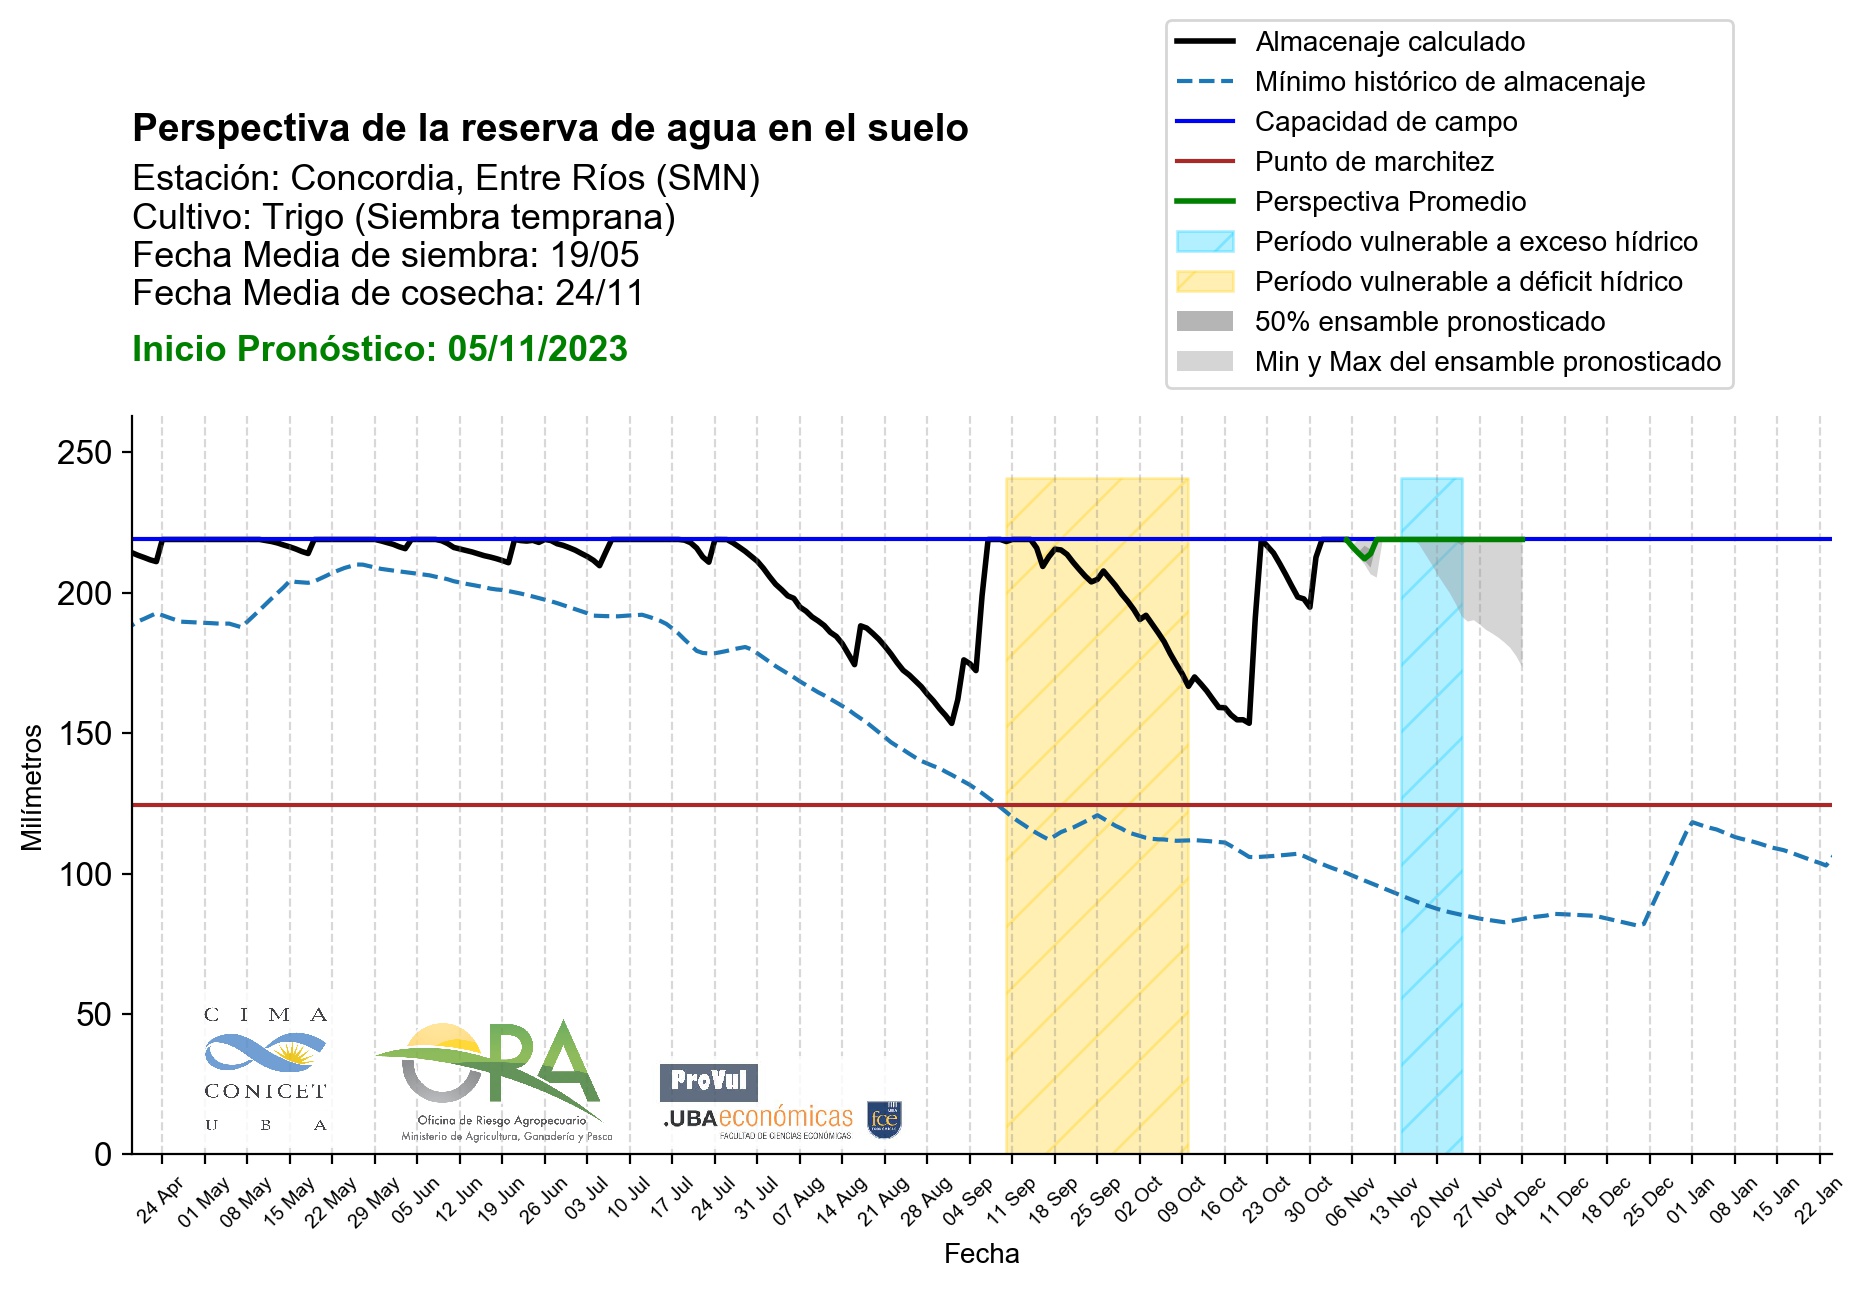 Almacenaje calculado
Mínimo histórico de almacenaje
Capacidad de campo
Punto de marchitez
Perspectiva Promedio
Período vulnerable a exceso hídrico
Período vulnerable a déficit hídrico
50% ensamble pronosticado
Min y Max del ensamble pronosticado
Perspectiva de la reserva de agua en el suelo
Estación: Concordia, Entre Ríos (SMN)
Cultivo: Trigo (Siembra temprana)
Fecha Media de siembra: 19/05
Fecha Media de cosecha: 24/11
Inicio Pronóstico: 05/11/2023
Milímetros
250
200
150
100
50
0
CIMA
CONICET
UBA
ORA
Oficina de Riesgo Agropecuario
Ministerio de Agricultura, Ganadería y Pesca
ProVul
.UBAeconómicas
FACULTAD DE CIENCIAS ECONÓMICAS
fce
24 Apr
01 May
08 May
15 May
22 May
29 May
05 Jun
12 Jun
19 Jun
26 Jun
03 Jul
10 Jul
17 Jul
24 Jul
31 Jul
07 Aug
14 Aug
21 Aug
28 Aug
04 Sep
11 Sep
18 Sep
25 Sep
02 Oct
09 Oct
16 Oct
23 Oct
30 Oct
06 Nov
13 Nov
20 Nov
27 Nov
04 Dec
11 Dec
18 Dec
25 Dec
01 Jan
08 Jan
15 Jan
22 Jan
Fecha